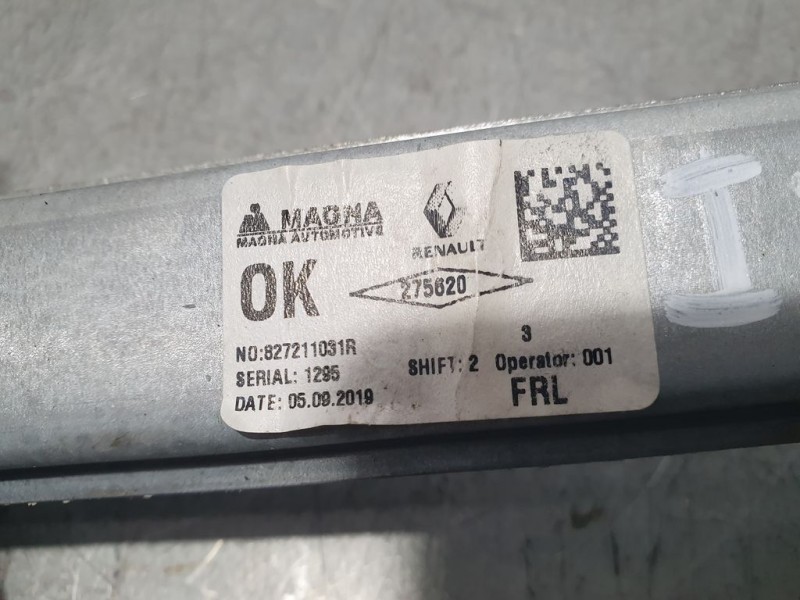 MAGNA
MAGNA AUTOMOTIVE
RENAULT
OK
275620
3
NO:827211031R
SHIFT: 2 Operator: 001
SERIAL: 1295
DATE: 05.09.2019
FRL